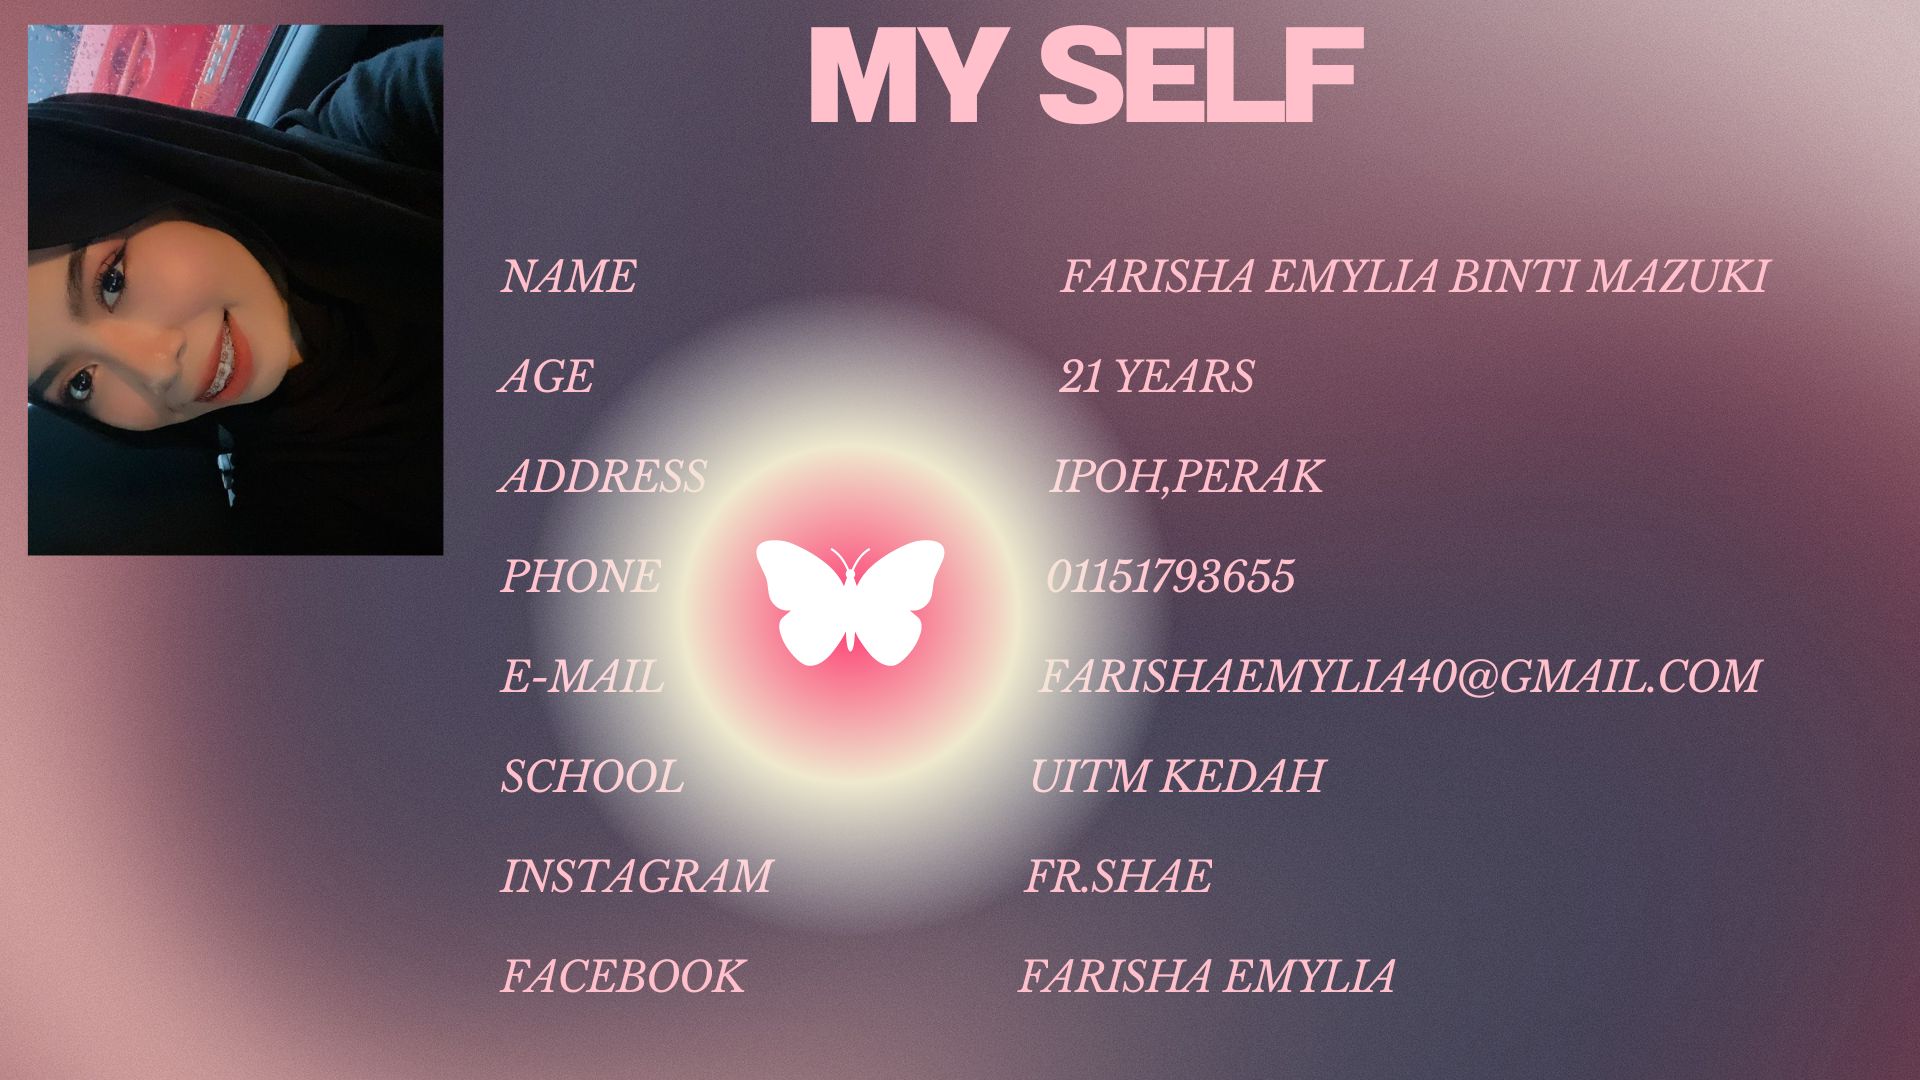 MY SELF
NAME FARISHA EMYLIA BINTI MAZUKI
AGE 21 YEARS
ADDRESS IPOH,PERAK
PHONE 01151793655
E-MAIL FARISHAEMYLIA40@GMAIL.COM
SCHOOL UITM KEDAH
INSTAGRAM FR.SHAE
FACEBOOK FARISHA EMYLIA